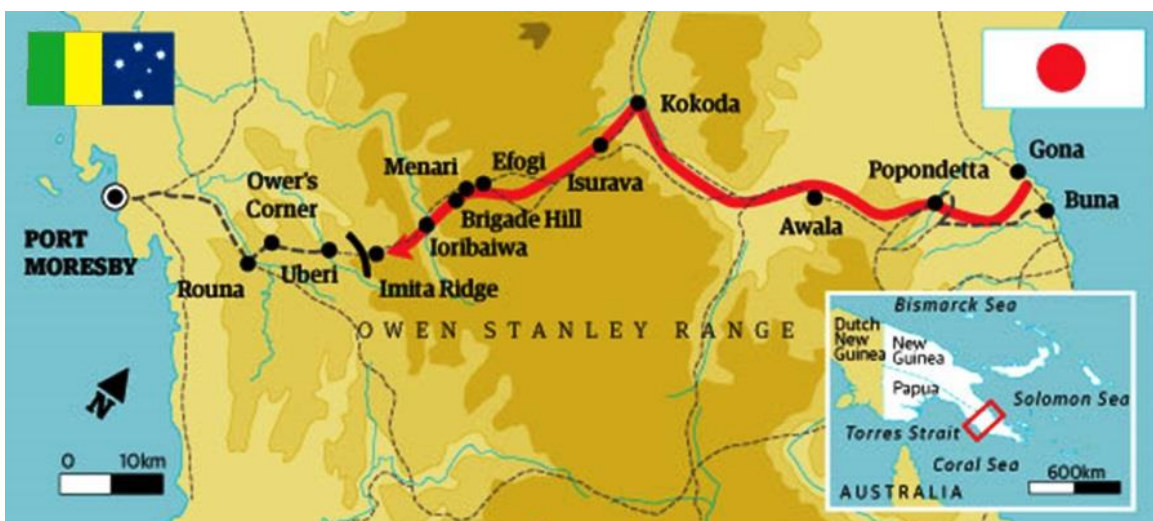 Kokoda
Gona
Menari
Efogi
Popondetta
Ower's
Corner
Isurava
Buna
Brigade Hill
Awala
PORT
MORESBY
Ioribaiwa
Uberi
Rouna
Imita Ridge
OWEN STANLEY RANGE
N
0 10km
Bismarck Sea
Dutch
New
Guinea
New
Guinea
Papua
Solomon Sea
Torres Strait
Coral Sea
600km
AUSTRALIA